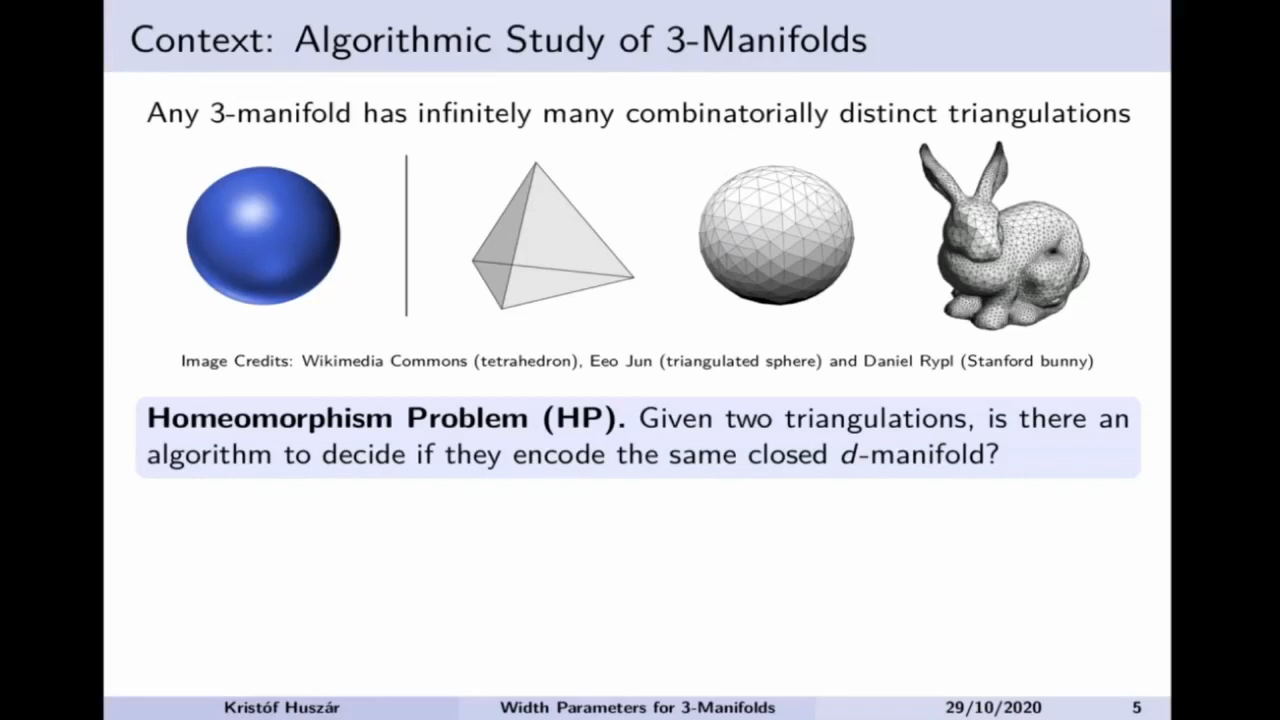 Context: Algorithmic Study of 3-Manifolds
Any 3-manifold has infinitely many combinatorially distinct triangulations
Image Credits: Wikimedia Commons (tetrahedron), Eeo Jun (triangulated sphere) and Daniel Rypl (Stanford bunny)
Homeomorphism Problem (HP). Given two triangulations, is there an
algorithm to decide if they encode the same closed d-manifold?
Kristóf Huszár Width Parameters for 3-Manifolds 29/10/2020 5